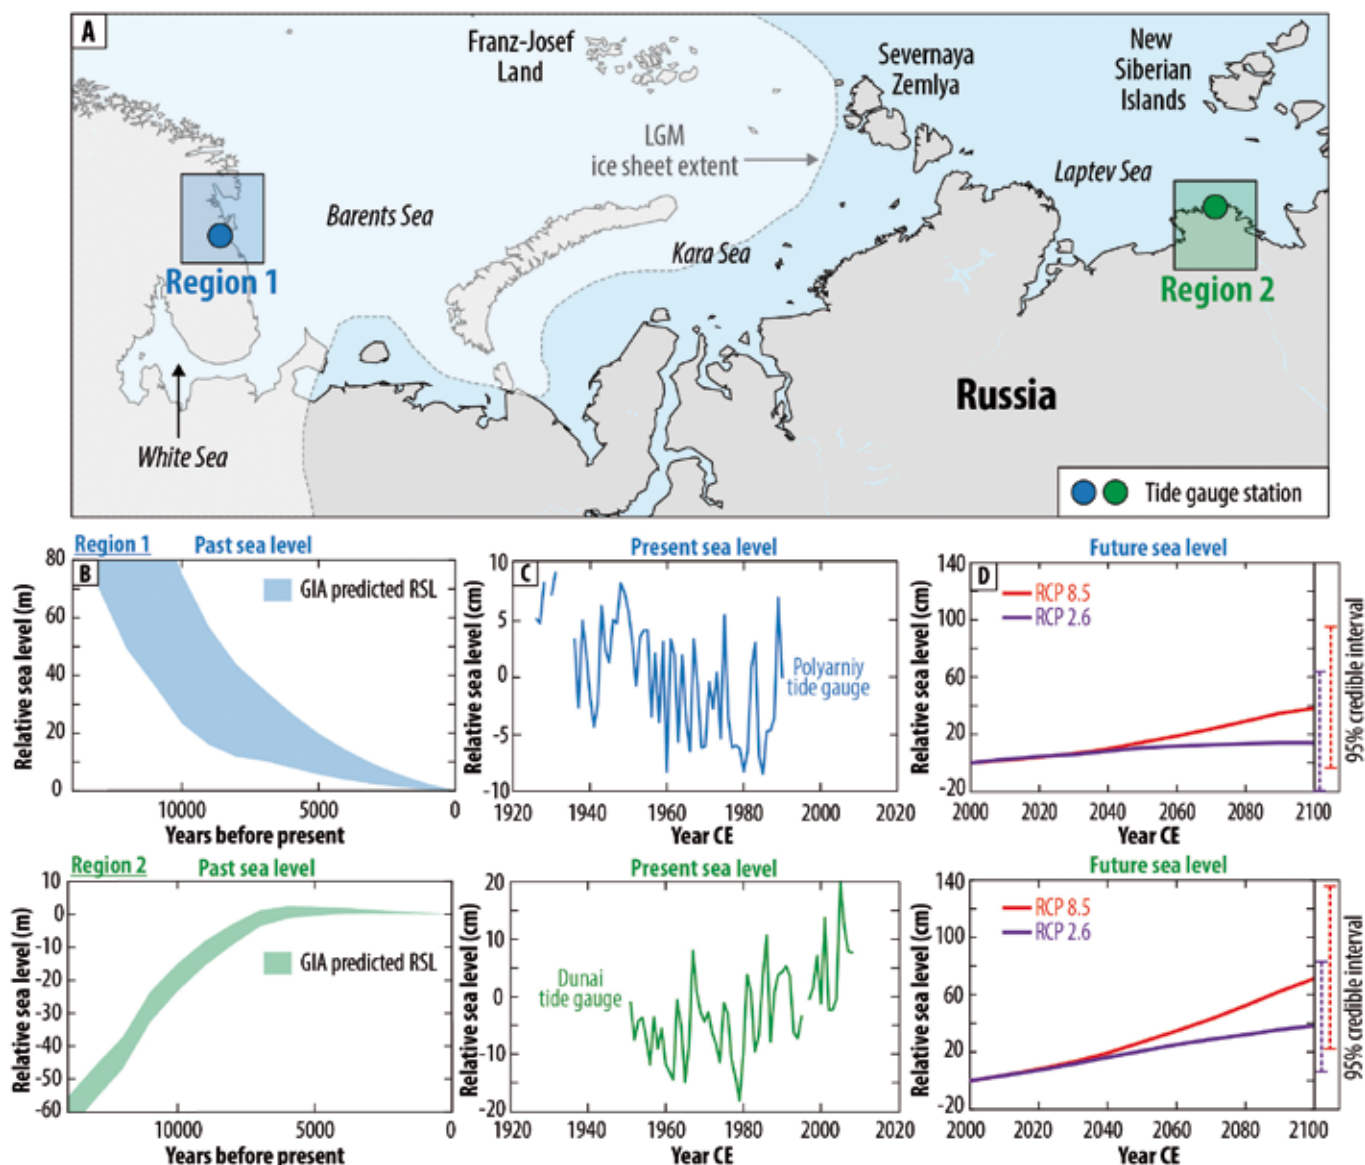 A
Franz-Josef
Land
Severnaya
Zemlya
New
Siberian
Islands
LGM
ice sheet extent
Laptev Sea
Barents Sea
Kara Sea
Region 1
Region 2
Russia
White Sea
Tide gauge station
Region 1
Past sea level
B
GIA predicted RSL
Relative sea level (m)
80
60
40
20
0
10000
5000
0
Years before present
Present sea level
C
Polyarniy
tide gauge
Relative sea level (cm)
10
5
0
-5
-10
1920
1940
1960
1980
2000
2020
Year CE
Future sea level
D
RCP 8.5
RCP 2.6
Relative sea level (cm)
140
100
60
20
-20
2000
2020
2040
2060
2080
2100
Year CE
95% credible interval
Region 2
Past sea level
GIA predicted RSL
Relative sea level (m)
10
0
-10
-20
-30
-40
-50
-60
10000
5000
0
Years before present
Present sea level
Dunai
tide gauge
Relative sea level (cm)
20
10
0
-10
-20
1920
1940
1960
1980
2000
2020
Year CE
Future sea level
RCP 8.5
RCP 2.6
Relative sea level (cm)
140
100
60
20
-20
2000
2020
2040
2060
2080
2100
Year CE
95% credible interval